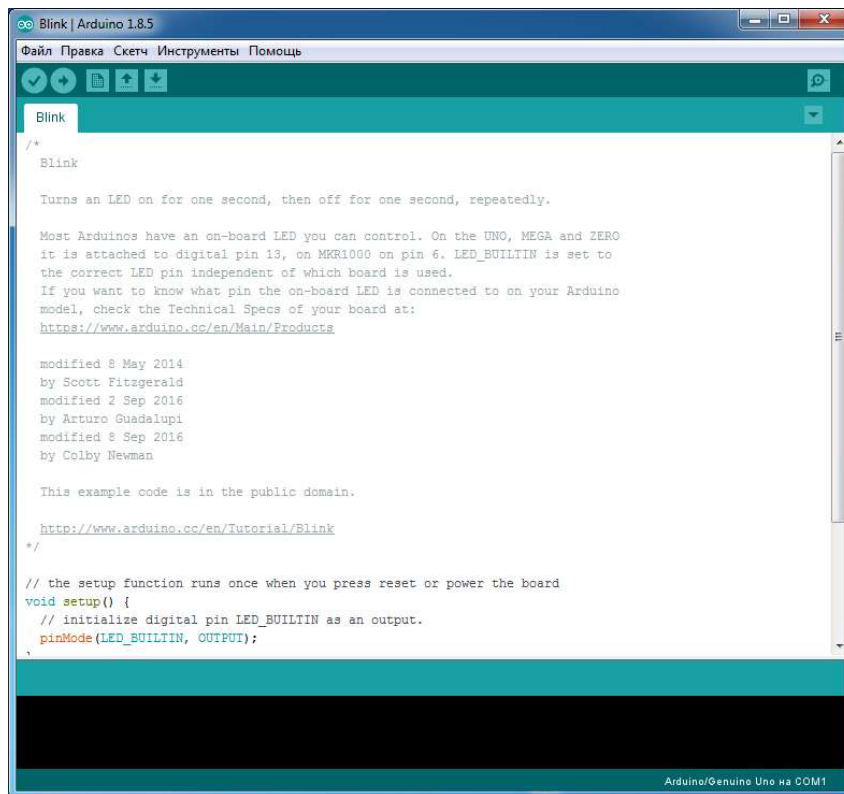 Blink | Arduino 1.8.5
Файл Правка Скетч Инструменты Помощь
Blink
/*
Blink
Turns an LED on for one second, then off for one second, repeatedly.
Most Arduinos have an on-board LED you can control. On the UNO, MEGA and ZERO
it is attached to digital pin 13, on MKR1000 on pin 6. LED_BUILTIN is set to
the correct LED pin independent of which board is used.
If you want to know what pin the on-board LED is connected to on your Arduino
model, check the Technical Specs of your board at:
https://www.arduino.cc/en/Main/Products
modified 8 May 2014
by Scott Fitzgerald
modified 2 Sep 2016
by Arturo Guadalupi
modified 8 Sep 2016
by Colby Newman
This example code is in the public domain.
http://www.arduino.cc/en/Tutorial/Blink
*/
// the setup function runs once when you press reset or power the board
void setup() {
// initialize digital pin LED_BUILTIN as an output.
pinMode(LED_BUILTIN, OUTPUT);
Arduino/Genuino Uno на COM1